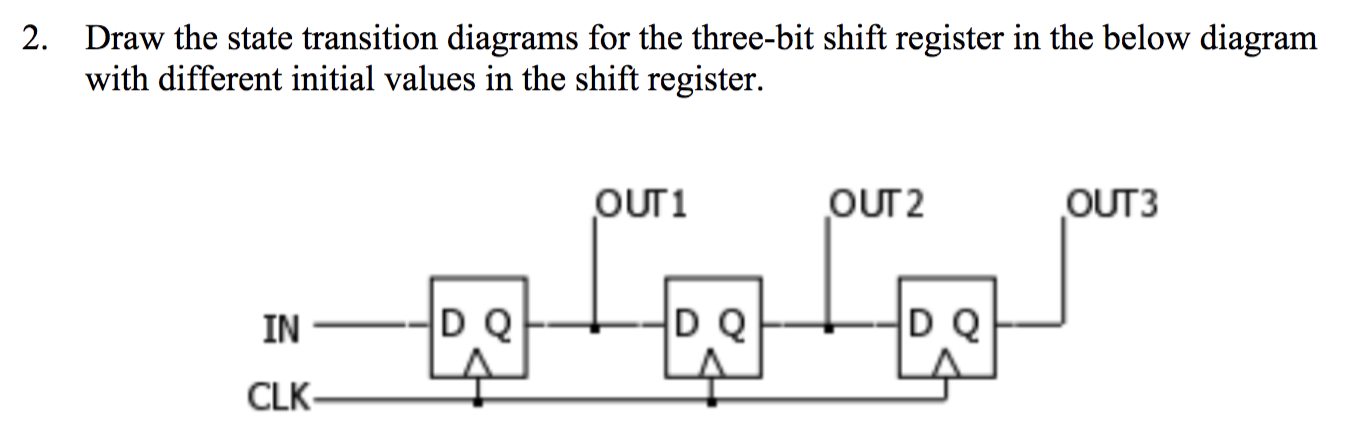 2. Draw the state transition diagrams for the three-bit shift register in the below diagram
with different initial values in the shift register.
OUT1 OUT2 OUT3
IN D Q D Q D Q
CLK